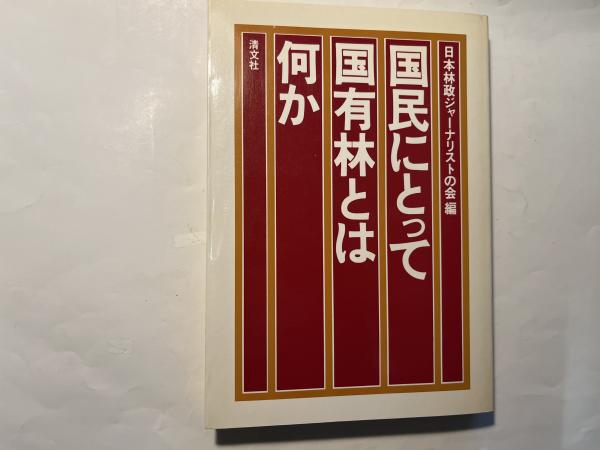 日本林政ジャーナリストの会 編
国民にとって
国有林とは
何か
清文社